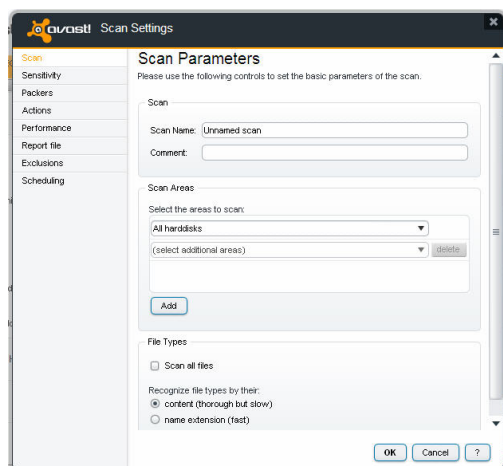 avast! Scan Settings
Scan
Sensitivity
Packers
Actions
Performance
Report file
Exclusions
Scheduling
Scan Parameters
Please use the following controls to set the basic parameters of the scan.
Scan
Scan Name: Unnamed scan
Comment:
Scan Areas
Select the areas to scan:
All harddisks
(select additional areas) delete
Add
File Types
Scan all files
Recognize file types by their:
content (thorough but slow)
name extension (fast)
OK Cancel ?